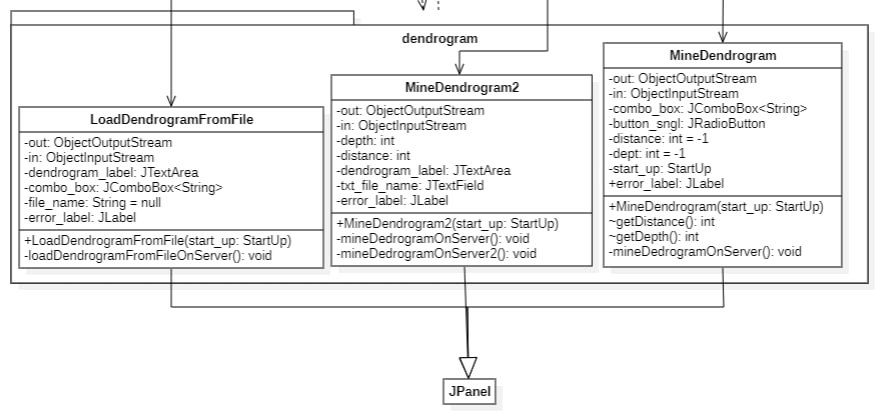 dendrogram
LoadDendrogramFromFile
-out: ObjectOutputStream
-in: ObjectInputStream
-dendrogram_label: JTextArea
-combo_box: JComboBox<String>
-file_name: String = null
-error_label: JLabel
+LoadDendrogramFromFile(start_up: StartUp)
-loadDendrogramFromFileOnServer(): void
MineDendrogram2
-out: ObjectOutputStream
-in: ObjectInputStream
-depth: int
-distance: int
-dendrogram_label: JTextArea
-txt_file_name: JTextField
-error_label: JLabel
+MineDendrogram2(start_up: StartUp)
-mineDedrogramOnServer(): void
-mineDedrogramOnServer2(): void
MineDendrogram
-out: ObjectOutputStream
-in: ObjectInputStream
-combo_box: JComboBox<String>
-button_sngl: JRadioButton
-distance: int = -1
-dept: int = -1
-start_up: StartUp
+error_label: JLabel
+MineDendrogram(start_up: StartUp)
~getDistance(): int
~getDepth(): int
-mineDedrogramOnServer(): void
JPanel